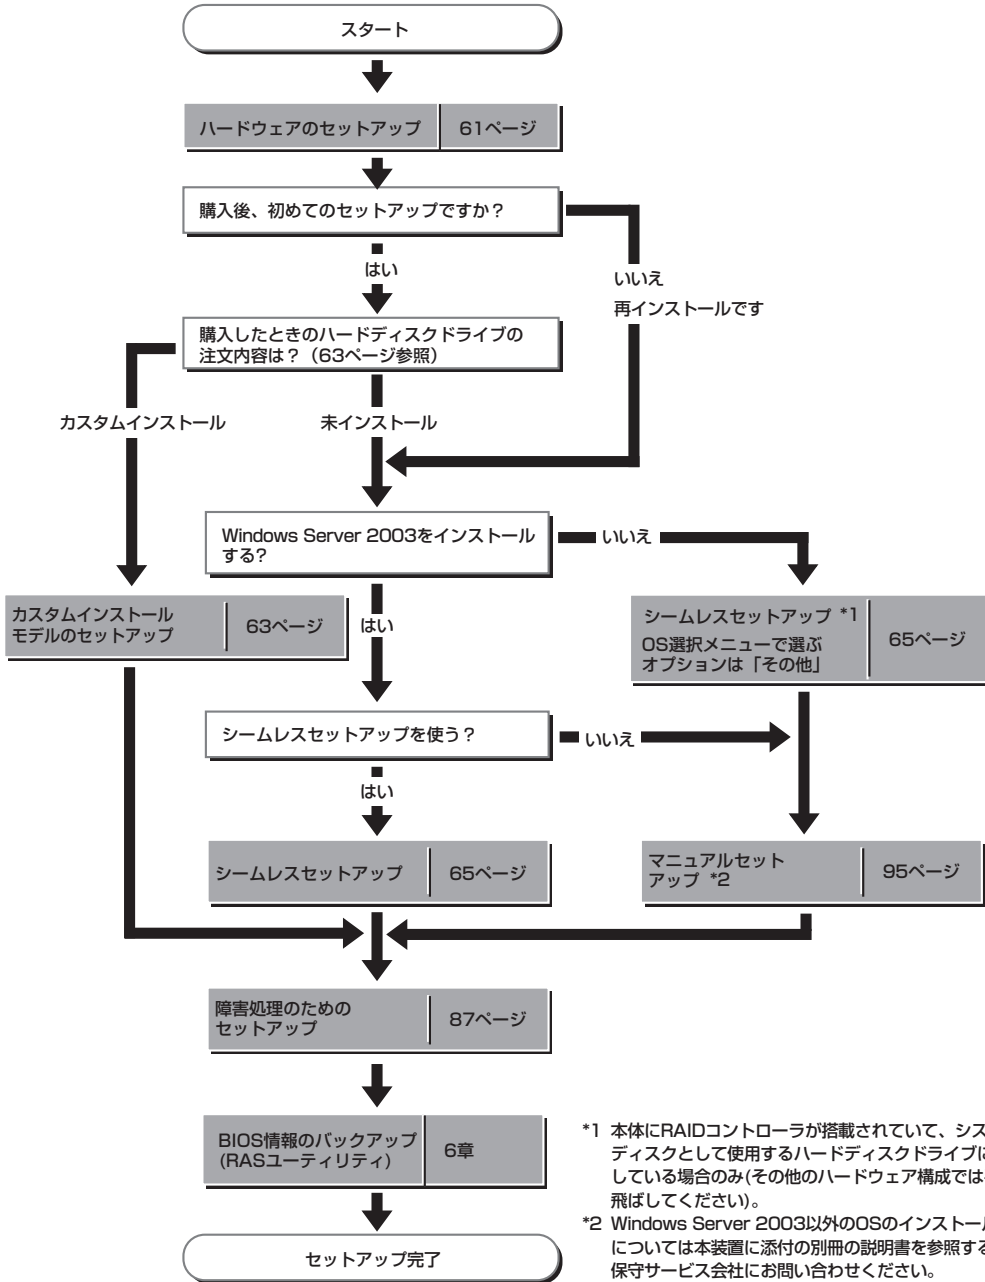 スタート
ハードウェアのセットアップ
61ページ
購入後、初めてのセットアップですか？
はい
いいえ
再インストールです
購入したときのハードディスクドライブの
注文内容は？（63ページ参照）
カスタムインストール
未インストール
Windows Server 2003をインストール
する?
いいえ
はい
カスタムインストール
モデルのセットアップ
63ページ
シームレスセットアップ *1
OS選択メニューで選ぶ
オプションは「その他」
65ページ
シームレスセットアップを使う？
いいえ
はい
シームレスセットアップ
65ページ
マニュアルセット
アップ *2
95ページ
障害処理のための
セットアップ
87ページ
BIOS情報のバックアップ
(RASユーティリティ)
6章
*1 本体にRAIDコントローラが搭載されていて、シス
ディスクとして使用するハードディスクドライブに
している場合のみ(その他のハードウェア構成では
飛ばしてください)。
*2 Windows Server 2003以外のOSのインストール
については本装置に添付の別冊の説明書を参照する
保守サービス会社にお問い合わせください。
セットアップ完了